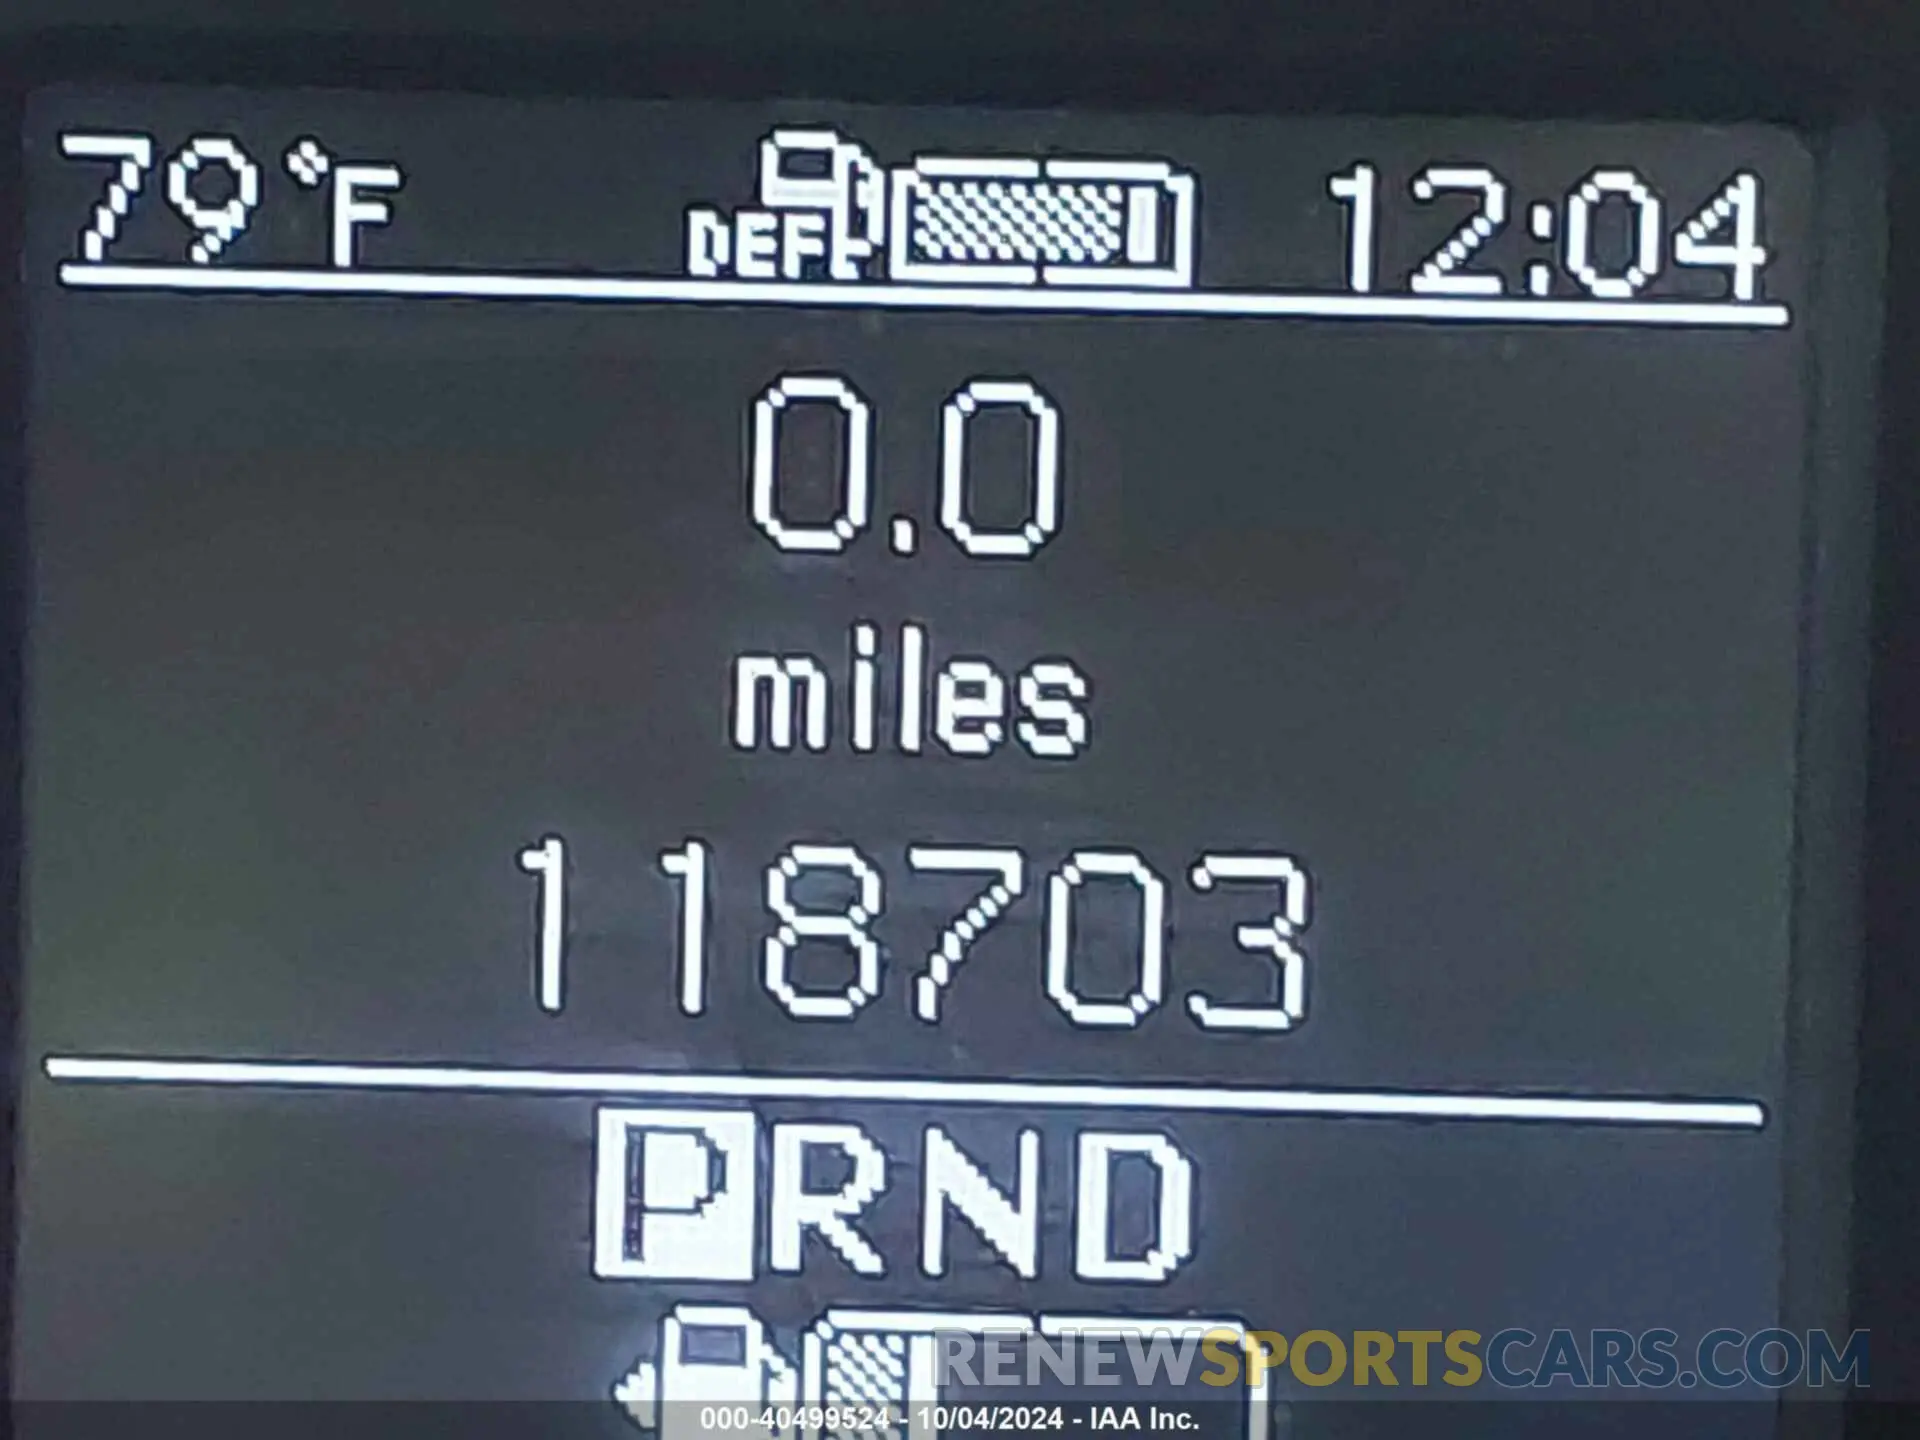 79°F DEF 12:04
0.0
miles
118703
PRND
RENEWSPORTSCARS.COM
000-40499524 - 10/04/2024 - IAA Inc.